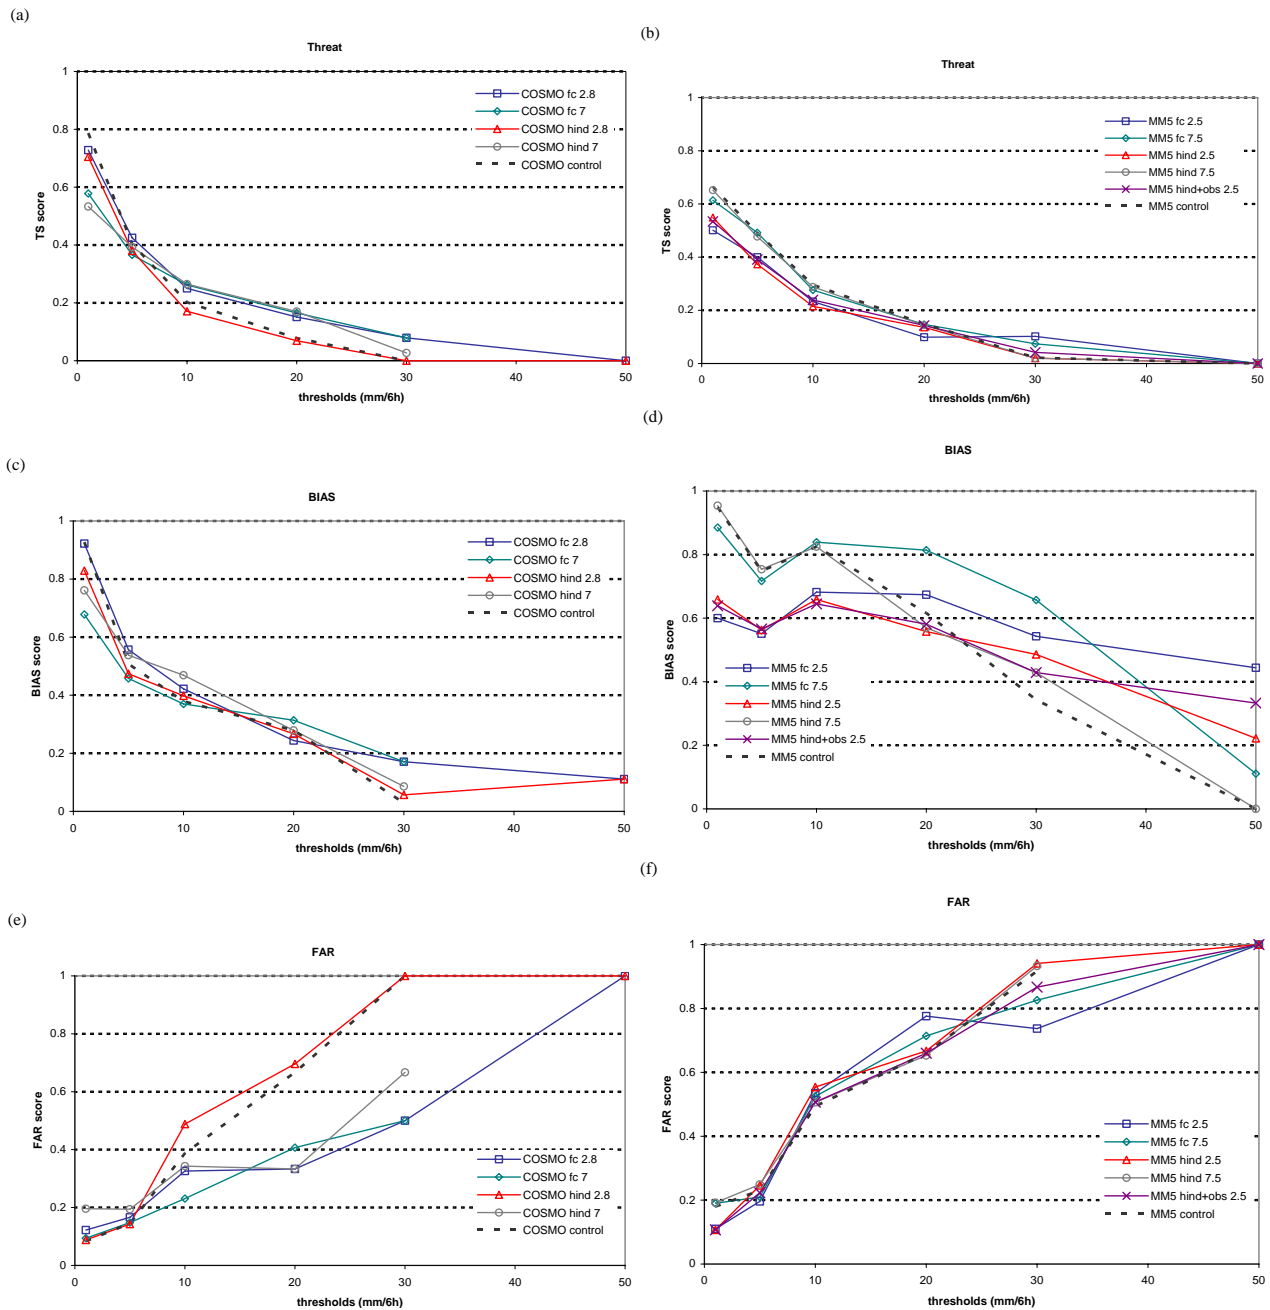 (a)
Threat
1
0.8
0.6
0.4
0.2
0
TS score
COSMO fc 2.8
COSMO fc 7
COSMO hind 2.8
COSMO hind 7
COSMO control
0 10 20 30 40 50
thresholds (mm/6h)
(b)
Threat
1
0.8
0.6
0.4
0.2
0
TS score
MM5 fc 2.5
MM5 fc 7.5
MM5 hind 2.5
MM5 hind 7.5
MM5 hind+obs 2.5
MM5 control
0 10 20 30 40 50
thresholds (mm/6h)
(c)
BIAS
1
0.8
0.6
0.4
0.2
0
BIAS score
COSMO fc 2.8
COSMO fc 7
COSMO hind 2.8
COSMO hind 7
COSMO control
0 10 20 30 40 50
thresholds (mm/6h)
(d)
BIAS
1
0.8
0.6
0.4
0.2
0
BIAS score
MM5 fc 2.5
MM5 fc 7.5
MM5 hind 2.5
MM5 hind 7.5
MM5 hind+obs 2.5
MM5 control
0 10 20 30 40 50
thresholds (mm/6h)
(e)
FAR
1
0.8
0.6
0.4
0.2
0
FAR score
COSMO fc 2.8
COSMO fc 7
COSMO hind 2.8
COSMO hind 7
COSMO control
0 10 20 30 40 50
thresholds (mm/6h)
(f)
FAR
1
0.8
0.6
0.4
0.2
0
FAR score
MM5 fc 2.5
MM5 fc 7.5
MM5 hind 2.5
MM5 hind 7.5
MM5 hind+obs 2.5
MM5 control
0 10 20 30 40 50
thresholds (mm/6h)